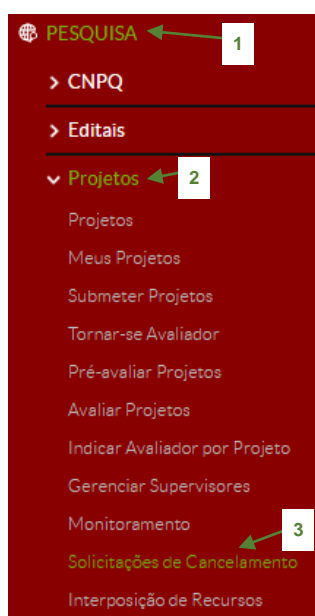 PESQUISA
1
> CNPQ
> Editais
Projetos
2
Projetos
Meus Projetos
Submeter Projetos
Tornar-se Avaliador
Pré-avaliar Projetos
Avaliar Projetos
Indicar Avaliador por Projeto
Gerenciar Supervisores
Monitoramento
3
Solicitações de Cancelamento
Interposição de Recursos